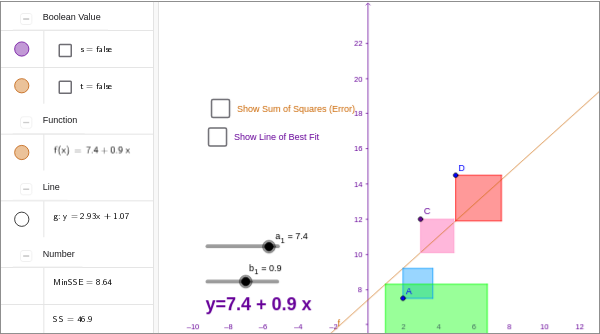 Boolean Value
s = false
t = false
Function
f(x) = 7.4 + 0.9 x
Line
g: y = 2.93x + 1.07
Number
MinSSE = 8.64
SS = 46.9
Show Sum of Squares (Error)
Show Line of Best Fit
a1 = 7.4
b1 = 0.9
y=7.4 + 0.9 x
22
20
18
16
14
12
10
8
D
C
A
f
−10 −8 −6 −4 −2 2 4 6 8 10 12